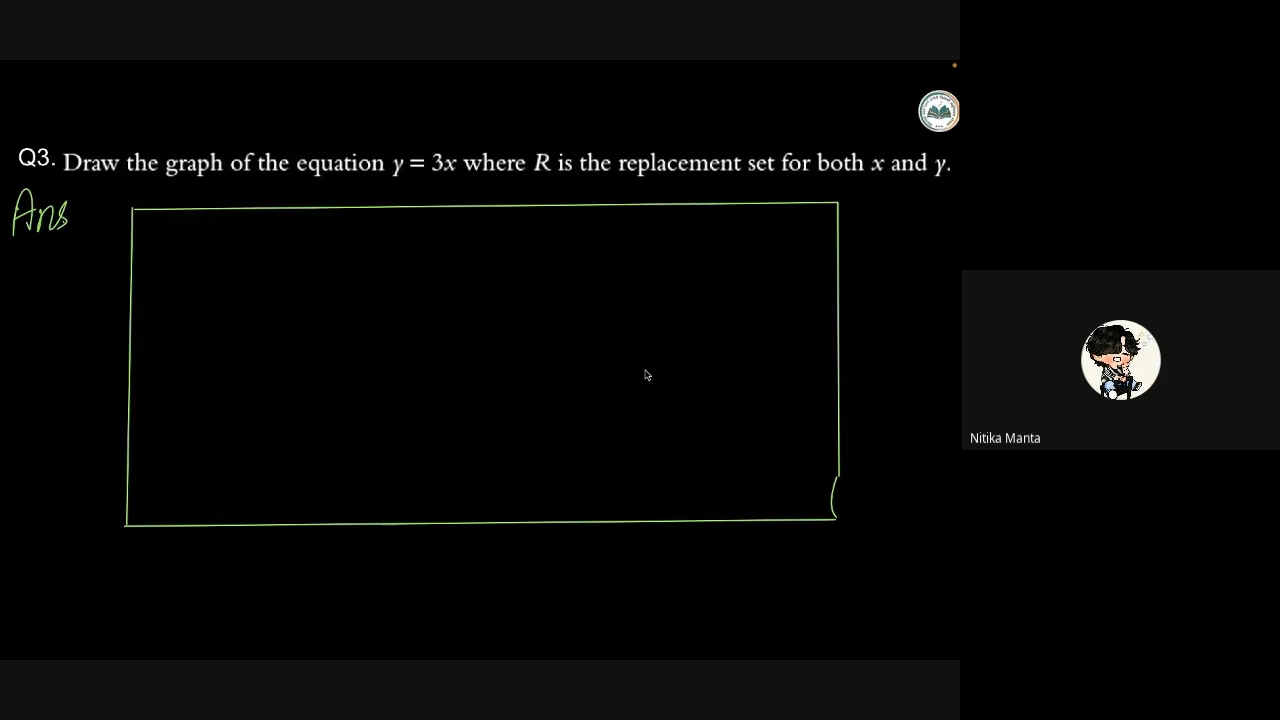 Q3. Draw the graph of the equation y = 3x where R is the replacement set for both x and y.
Ans
Nitika Manta